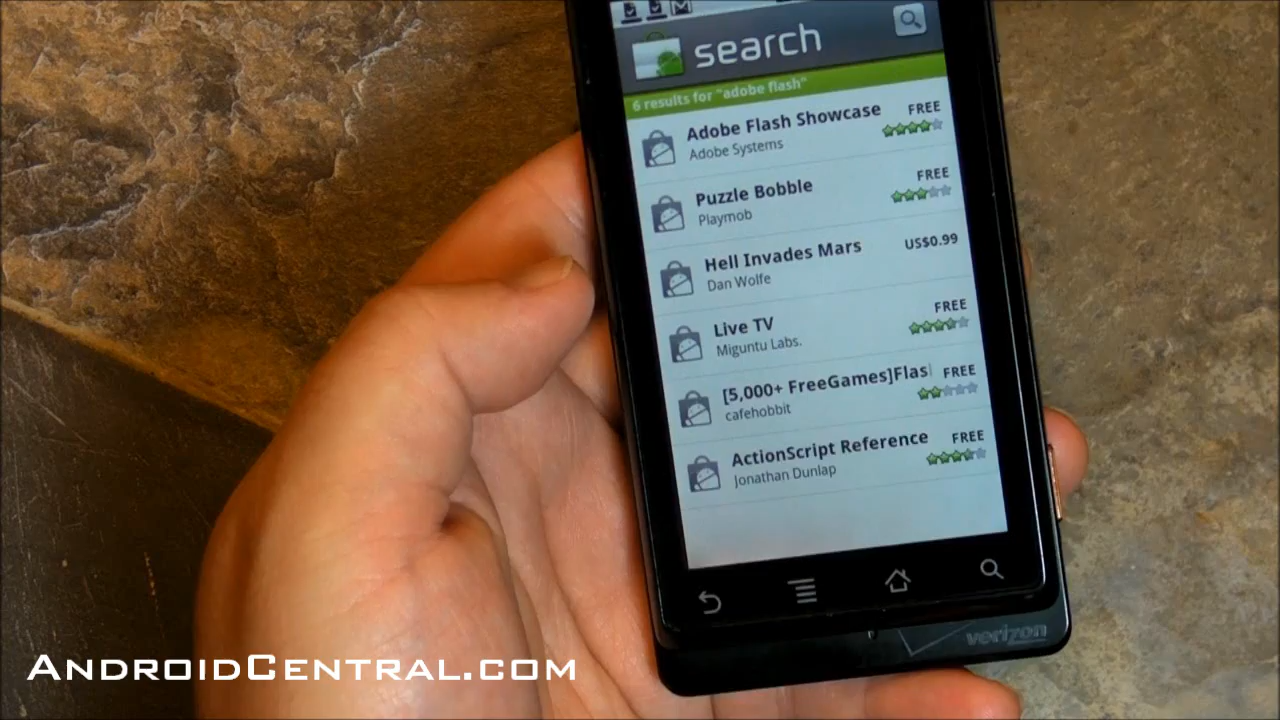 search
6 results for "adobe flash"
Adobe Flash Showcase FREE
Adobe Systems
Puzzle Bobble FREE
Playmob
Hell Invades Mars US$0.99
Dan Wolfe
Live TV FREE
Miguntu Labs.
[5,000+ FreeGames]Flas FREE
cafehobbit
ActionScript Reference FREE
Jonathan Dunlap
verizon
ANDROIDCENTRAL.COM